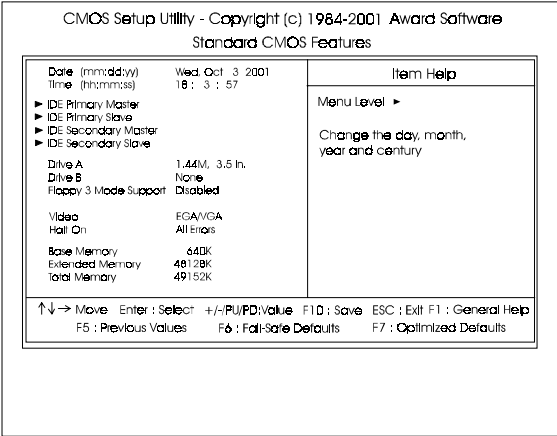 CMOS Setup Utility - Copyright (c) 1984-2001 Award Software
Standard CMOS Features
Date (mm:dd:yy) Wed, Oct 3 2001
Time (hh:mm:ss) 18 : 3 : 57
► IDE Primary Master
► IDE Primary Slave
► IDE Secondary Master
► IDE Secondary Slave
Drive A 1.44M, 3.5 in.
Drive B None
Floppy 3 Mode Support Disabled
Video EGA/VGA
Halt On All Errors
Base Memory 640K
Extended Memory 48128K
Total Memory 49152K
Item Help
Menu Level ►
Change the day, month,
year and century
↑↓→ Move Enter : Select +/-/PU/PD:Value F10 : Save ESC : Exit F1 : General Help
F5 : Previous Values F6 : Fail-Safe Defaults F7 : Optimized Defaults